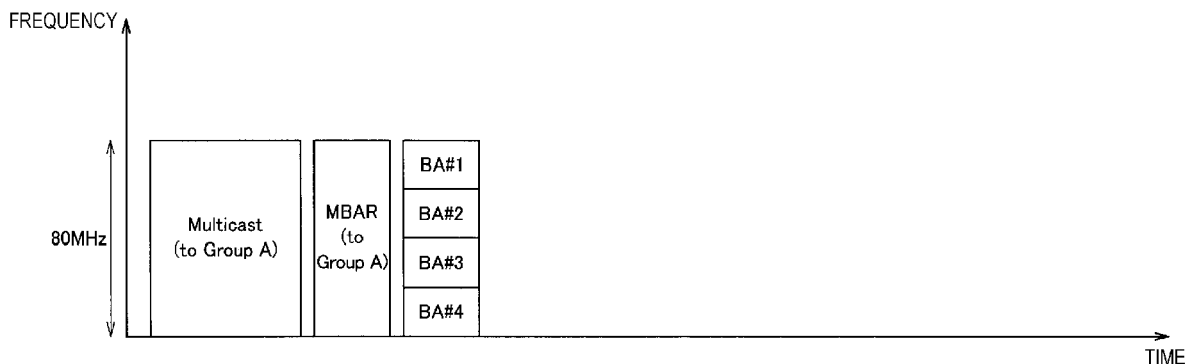 FREQUENCY
80MHz
Multicast
(to Group A)
MBAR
(to
Group A)
BA#1
BA#2
BA#3
BA#4
TIME